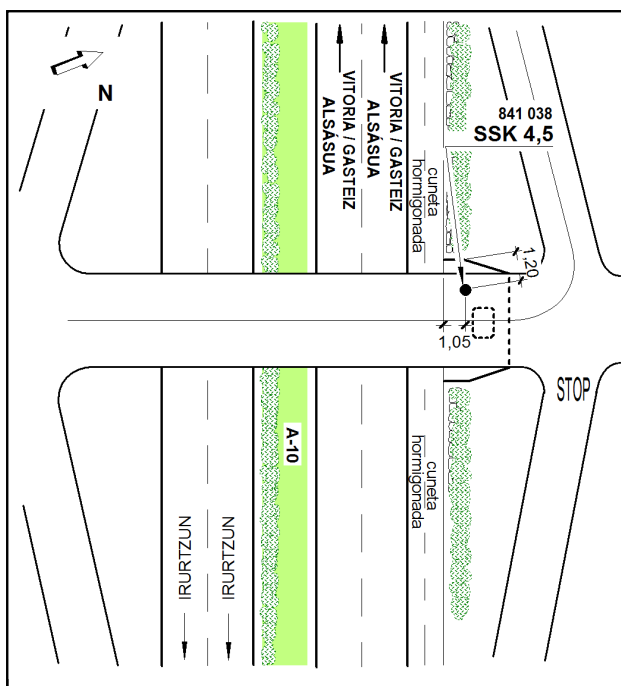 N
VITORIA / GASTEIZ
ALSÁSUA
VITORIA / GASTEIZ
ALSÁSUA
841 038
SSK 4,5
cuneta
hormigonada
1,20
1,05
STOP
A-10
cuneta
hormigonada
IRURTZUN
IRURTZUN